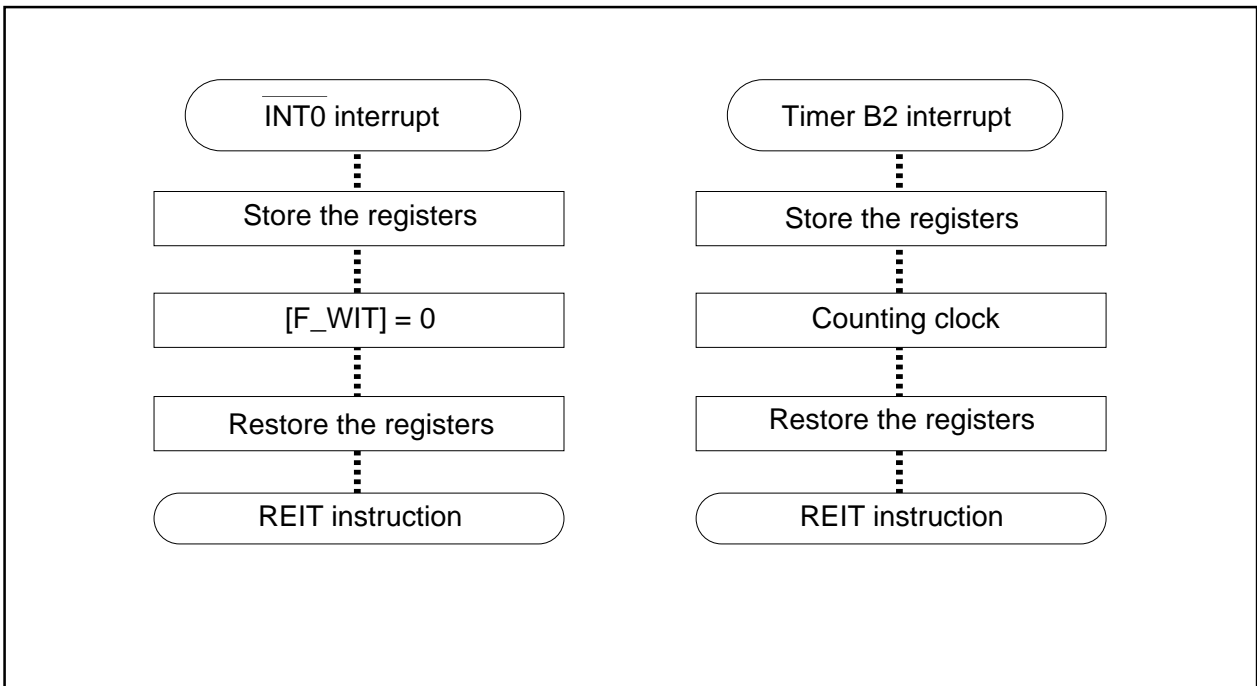 INT0 interrupt
Store the registers
[F_WIT] = 0
Restore the registers
REIT instruction
Timer B2 interrupt
Store the registers
Counting clock
Restore the registers
REIT instruction